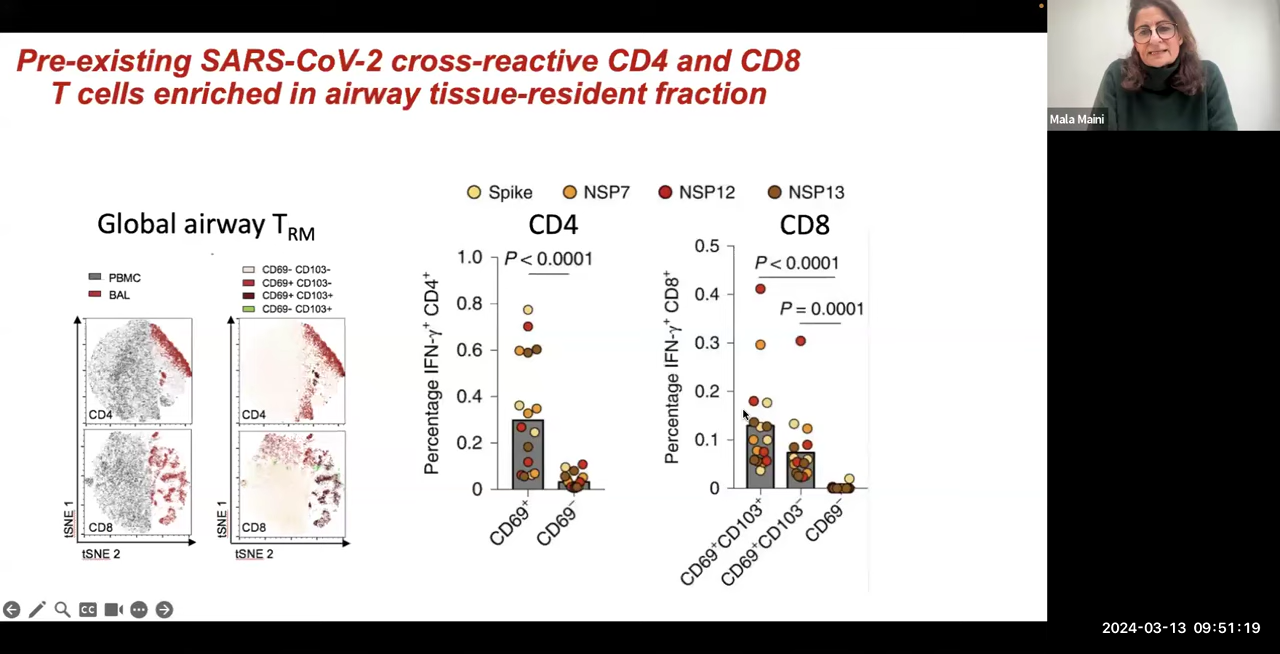 Pre-existing SARS-CoV-2 cross-reactive CD4 and CD8
T cells enriched in airway tissue-resident fraction
Mala Maini
Global airway TRM
PBMC
BAL
CD69- CD103-
CD69+ CD103-
CD69+ CD103+
CD69- CD103+
CD4
CD4
CD8
CD8
tSNE 1
tSNE 2
tSNE 1
tSNE 2
Spike
NSP7
NSP12
NSP13
CD4
P < 0.0001
Percentage IFN-γ+ CD4+
1.0
0.8
0.6
0.4
0.2
0
CD69+
CD69−
CD8
P < 0.0001
P = 0.0001
Percentage IFN-γ+ CD8+
0.5
0.4
0.3
0.2
0.1
0
CD69+CD103+
CD69+CD103−
CD69−
CC
2024-03-13 09:51:19